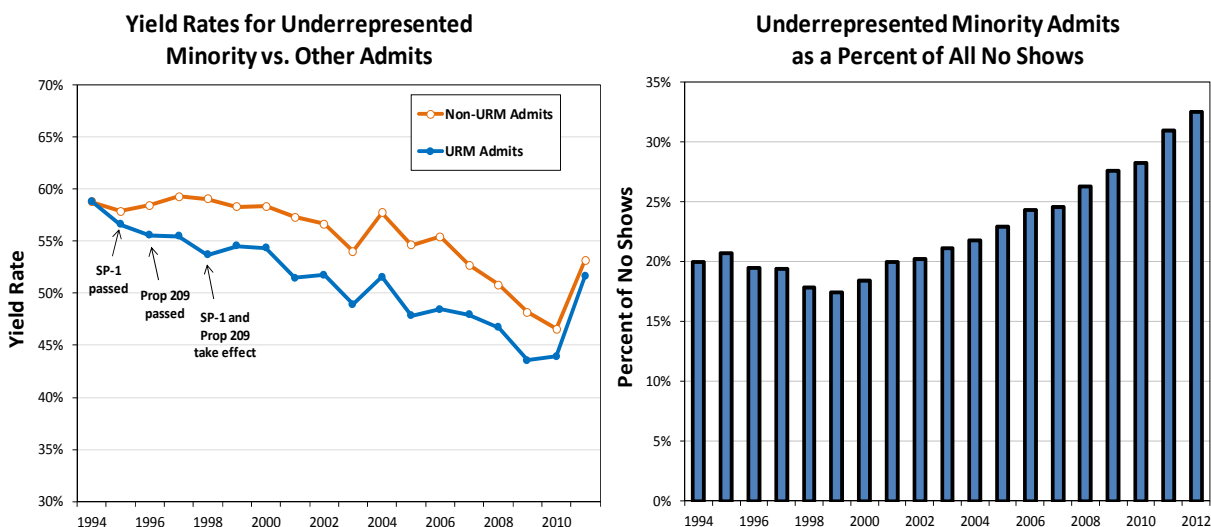 Yield Rates for Underrepresented
Minority vs. Other Admits
70%
65%
60%
55%
50%
45%
40%
35%
30%
Yield Rate
Non-URM Admits
URM Admits
SP-1
passed
Prop 209
passed
SP-1 and
Prop 209
take effect
1994 1996 1998 2000 2002 2004 2006 2008 2010
Underrepresented Minority Admits
as a Percent of All No Shows
35%
30%
25%
20%
15%
10%
5%
0%
Percent of No Shows
1994 1996 1998 2000 2002 2004 2006 2008 2010 2012